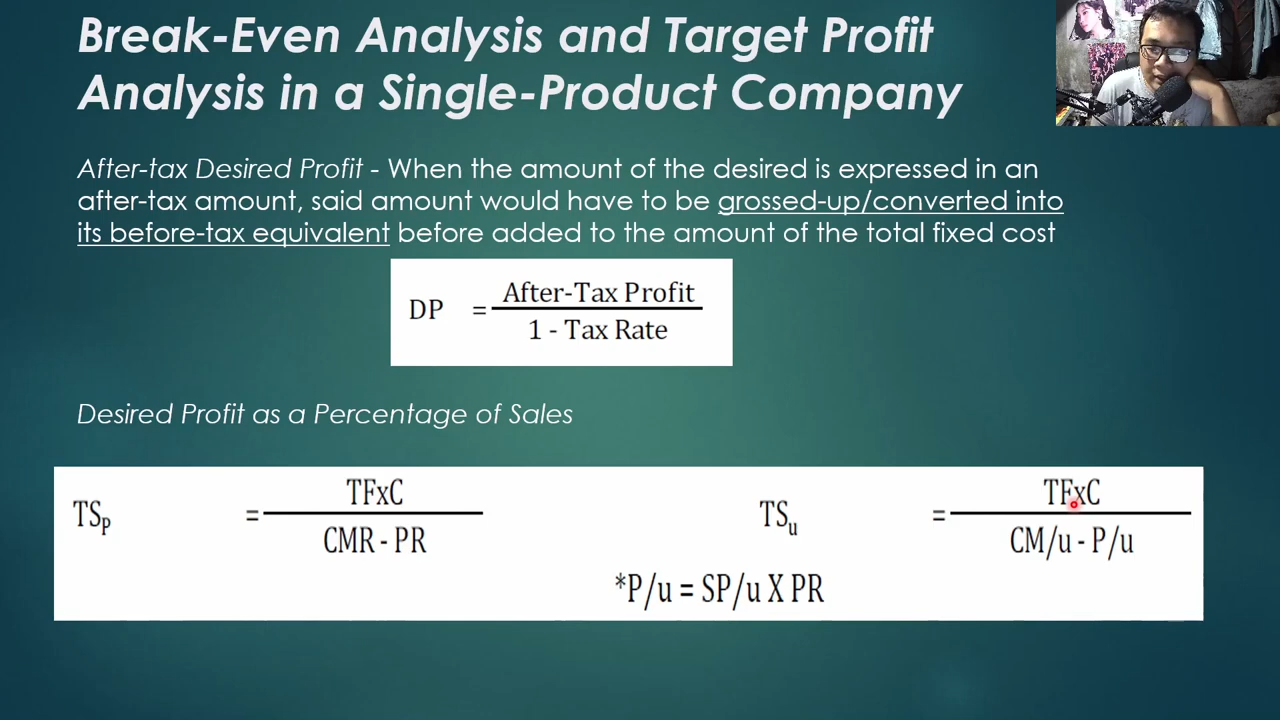 Break-Even Analysis and Target Profit
Analysis in a Single-Product Company
After-tax Desired Profit - When the amount of the desired is expressed in an
after-tax amount, said amount would have to be grossed-up/converted into
its before-tax equivalent before added to the amount of the total fixed cost
DP = After-Tax Profit
1 - Tax Rate
Desired Profit as a Percentage of Sales
TSP = TFxC
CMR - PR
TSu = TFxC
CM/u - P/u
*P/u = SP/u X PR